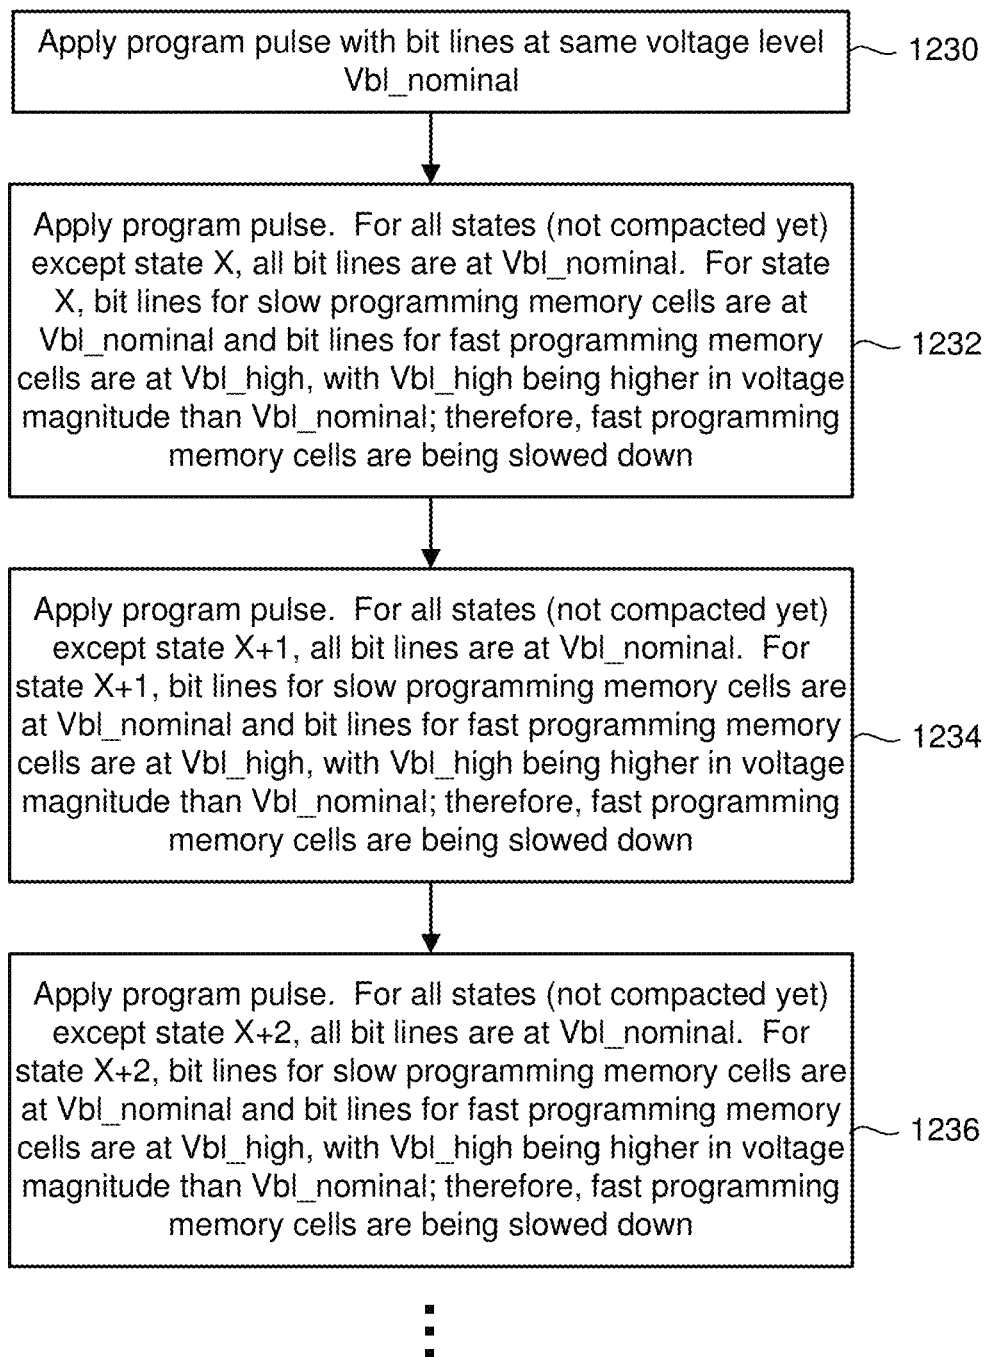 Apply program pulse with bit lines at same voltage level
Vbl_nominal
1230
Apply program pulse.  For all states (not compacted yet)
except state X, all bit lines are at Vbl_nominal.  For state
X, bit lines for slow programming memory cells are at
Vbl_nominal and bit lines for fast programming memory
cells are at Vbl_high, with Vbl_high being higher in voltage
magnitude than Vbl_nominal; therefore, fast programming
memory cells are being slowed down
1232
Apply program pulse.  For all states (not compacted yet)
except state X+1, all bit lines are at Vbl_nominal.  For
state X+1, bit lines for slow programming memory cells are
at Vbl_nominal and bit lines for fast programming memory
cells are at Vbl_high, with Vbl_high being higher in voltage
magnitude than Vbl_nominal; therefore, fast programming
memory cells are being slowed down
1234
Apply program pulse.  For all states (not compacted yet)
except state X+2, all bit lines are at Vbl_nominal.  For
state X+2, bit lines for slow programming memory cells are
at Vbl_nominal and bit lines for fast programming memory
cells are at Vbl_high, with Vbl_high being higher in voltage
magnitude than Vbl_nominal; therefore, fast programming
memory cells are being slowed down
1236